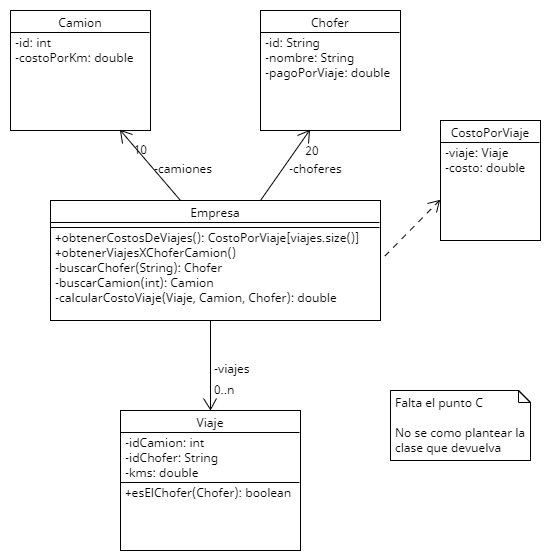 Camion
-id: int
-costoPorKm: double
Chofer
-id: String
-nombre: String
-pagoPorViaje: double
CostoPorViaje
-viaje: Viaje
-costo: double
10
-camiones
20
-choferes
Empresa
+obtenerCostosDeViajes(): CostoPorViaje[viajes.size()]
+obtenerViajesXChoferCamion()
-buscarChofer(String): Chofer
-buscarCamion(int): Camion
-calcularCostoViaje(Viaje, Camion, Chofer): double
-viajes
0..n
Viaje
-idCamion: int
-idChofer: String
-kms: double
+esElChofer(Chofer): boolean
Falta el punto C
No se como plantear la
clase que devuelva